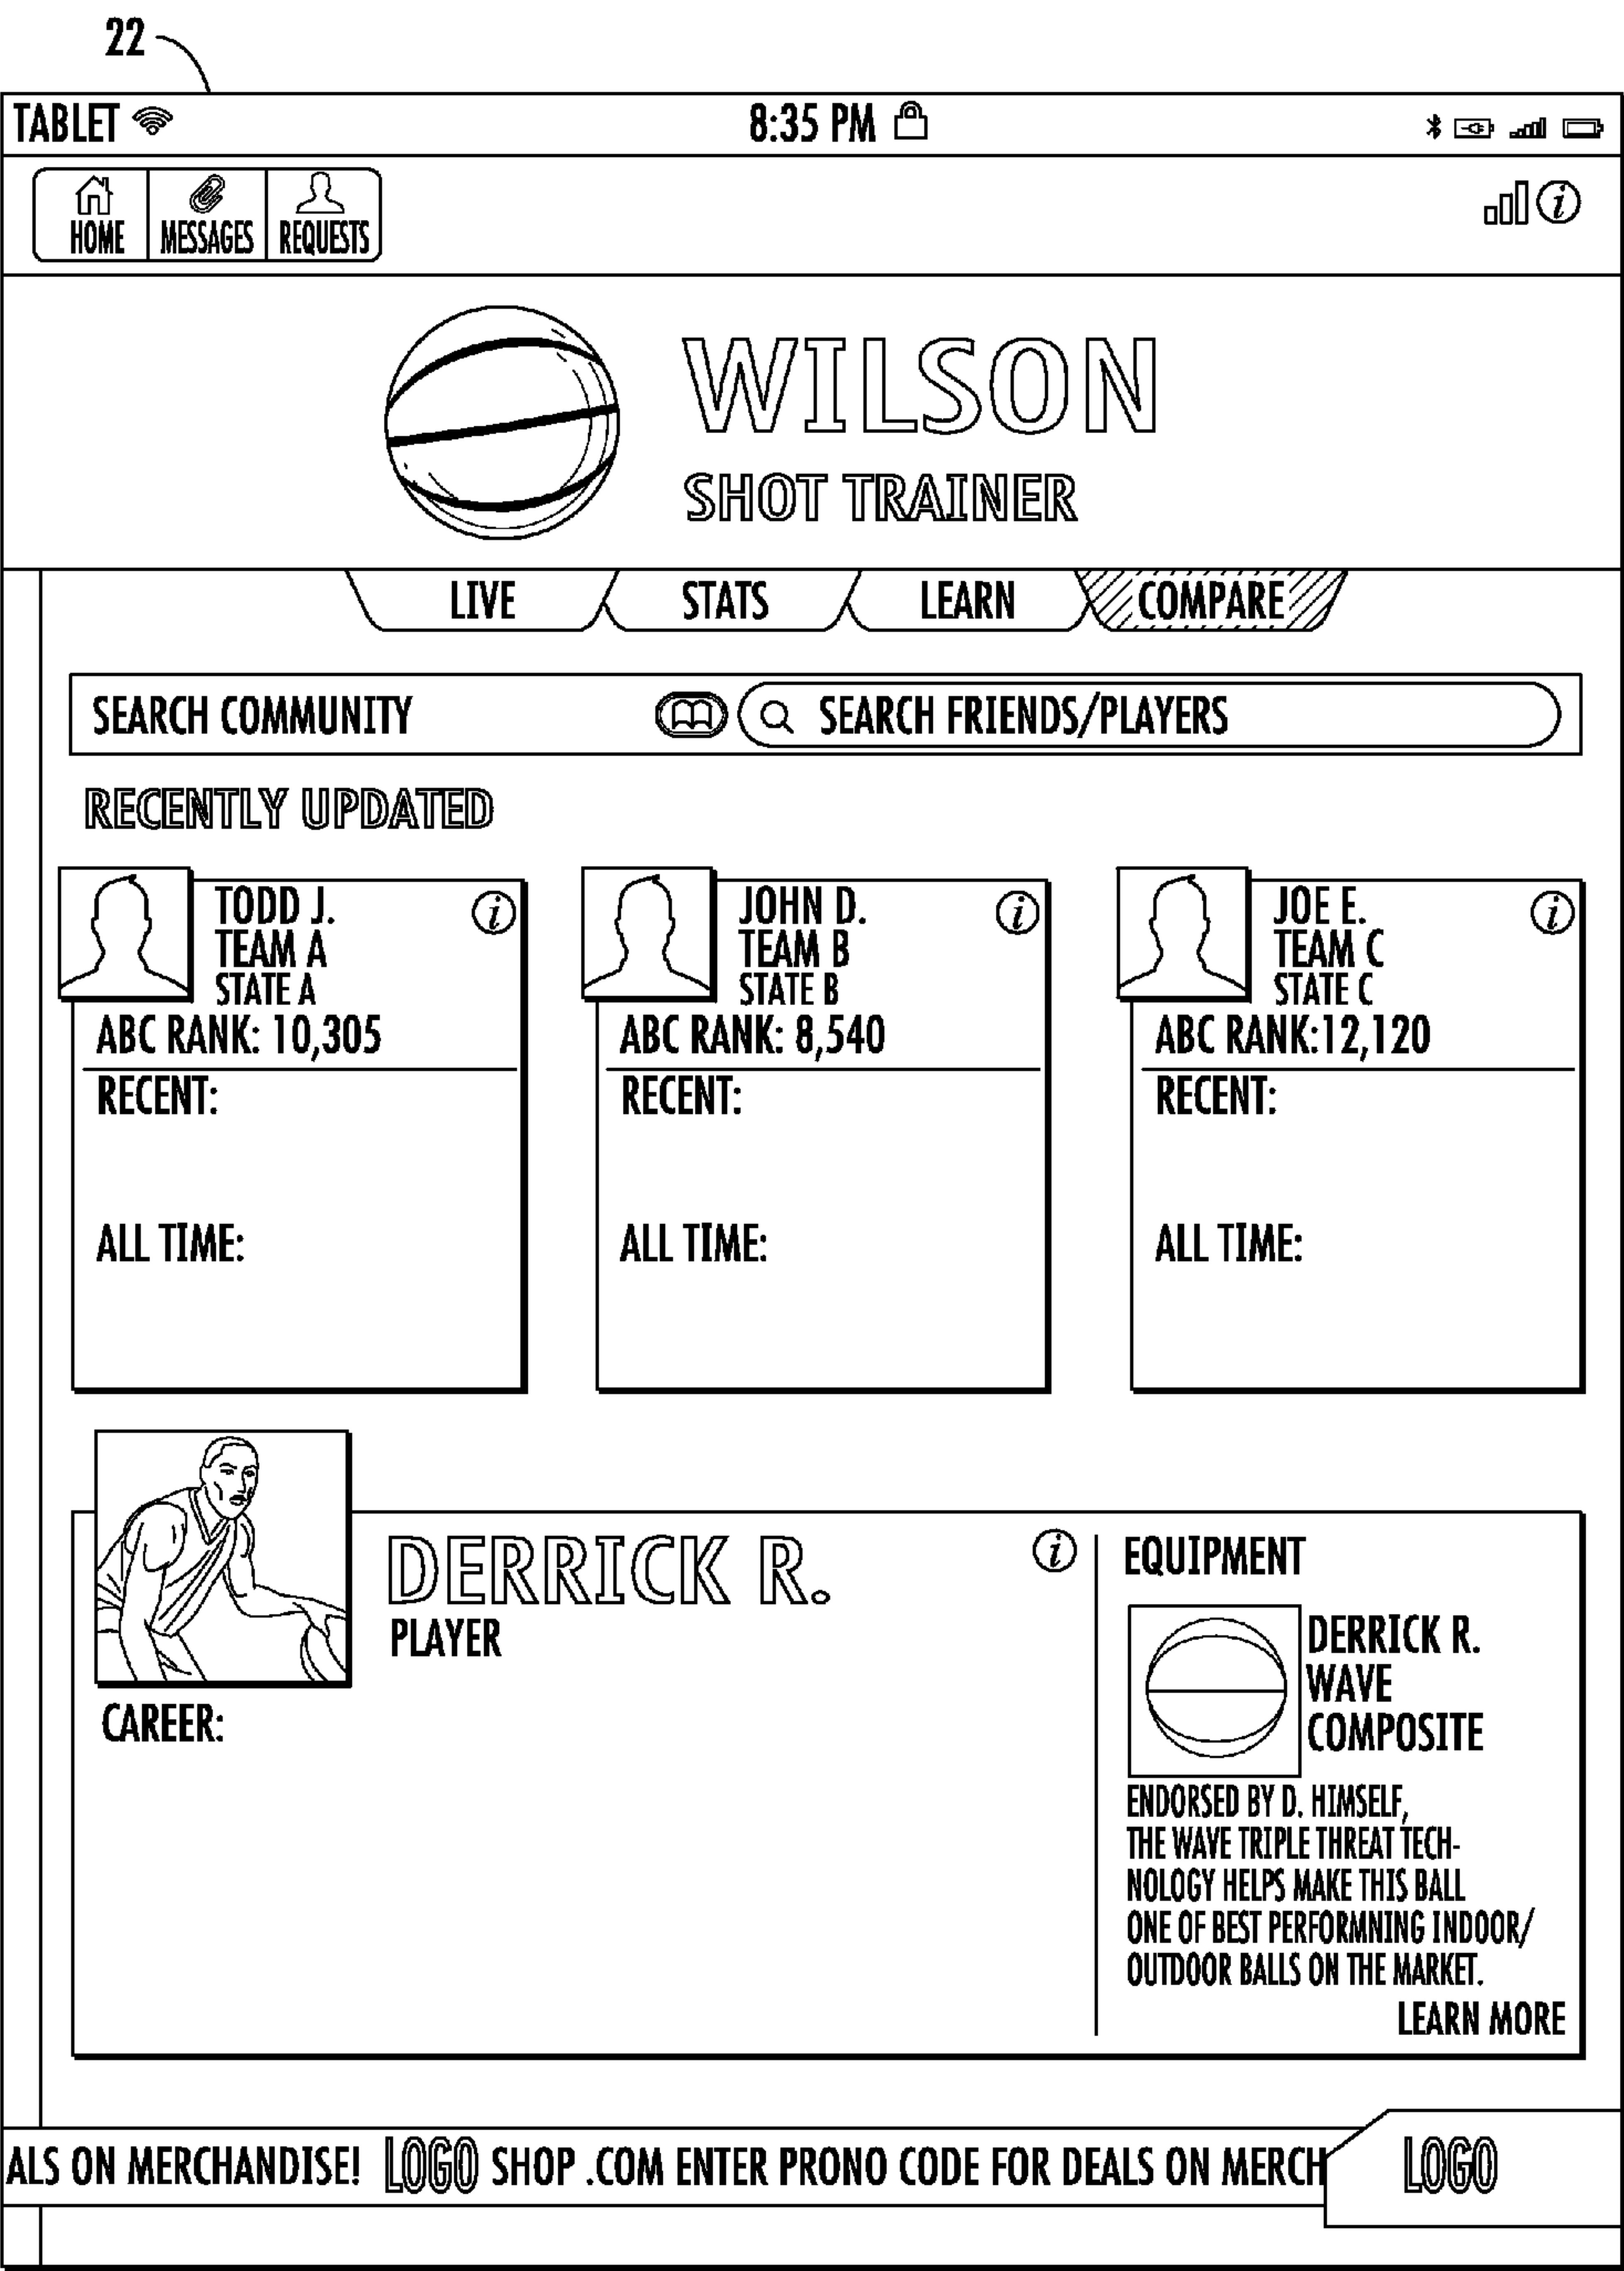 22
TABLET 8:35 PM
HOME MESSAGES REQUESTS
i
WILSON
SHOT TRAINER
LIVE STATS LEARN COMPARE
SEARCH COMMUNITY SEARCH FRIENDS/PLAYERS
RECENTLY UPDATED
TODD J. i
TEAM A
STATE A
ABC RANK: 10,305
RECENT:
ALL TIME:
JOHN D. i
TEAM B
STATE B
ABC RANK: 8,540
RECENT:
ALL TIME:
JOE E. i
TEAM C
STATE C
ABC RANK:12,120
RECENT:
ALL TIME:
DERRICK R. i
PLAYER
CAREER:
EQUIPMENT
DERRICK R.
WAVE
COMPOSITE
ENDORSED BY D. HIMSELF,
THE WAVE TRIPLE THREAT TECH-
NOLOGY HELPS MAKE THIS BALL
ONE OF BEST PERFORMNING INDOOR/
OUTDOOR BALLS ON THE MARKET.
LEARN MORE
ALS ON MERCHANDISE! LOGO SHOP .COM ENTER PRONO CODE FOR DEALS ON MERCH LOGO